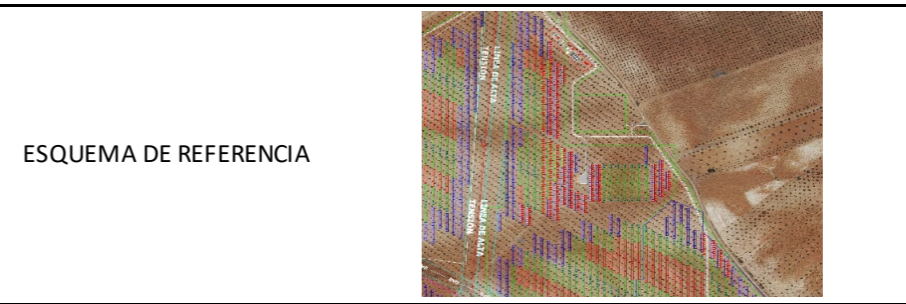 ESQUEMA DE REFERENCIA
LINEA DE ALTA
TENSIÓN
LINEA DE ALTA
TENSIÓN